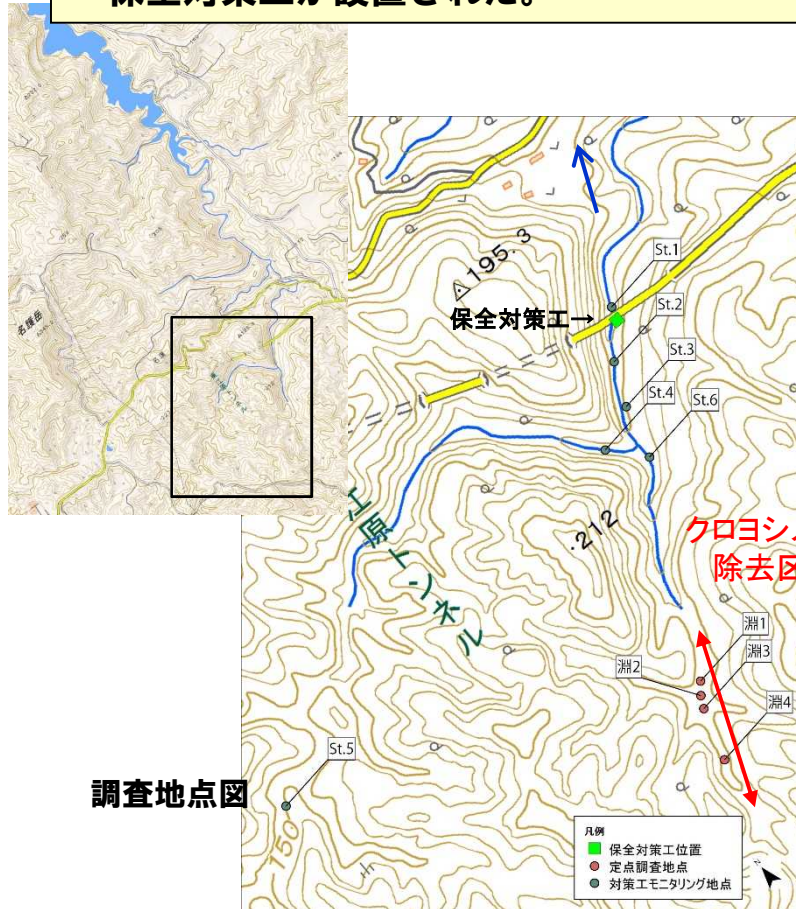 保全対策工が設置された。
名護岳
195.3
保全対策工→
St.1
St.2
St.3
St.4
St.6
江原トンネル
212
クロヨシノ
除去区
淵1
淵2
淵3
淵4
St.5
150
調査地点図
凡例
保全対策工位置
定点調査地点
対策工モニタリング地点